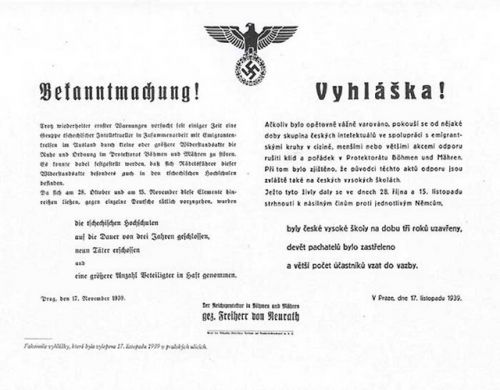 Bekanntmachung!
Trotz wiederholter ernster Warnungen versucht seit einiger Zeit eine
Gruppe tschechischer Intellektueller in Zusammenarbeit mit Emigranten-
kreisen im Ausland durch kleine oder größere Widerstandsakte die
Ruhe und Ordnung im Protektorat Böhmen und Mähren zu stören.
Es konnte dabei festgestellt werden, daß sich Rädelsführer dieser
Widerstandsakte besonders auch in den tschechischen Hochschulen
befinden.
Da sich am 28. Oktober und am 15. November diese Elemente hin-
reißen ließen, gegen einzelne Deutsche tätlich vorzugehen, wurden
die tschechischen Hochschulen
auf die Dauer von drei Jahren geschlossen,
neun Täter erschossen
und
eine größere Anzahl Beteiligter in Haft genommen.
Prag, den 17. November 1939.
Vyhláška!
Ačkoliv bylo opětovně vážně varováno, pokouší se od nějaké
doby skupina českých intelektuálů ve spolupráci s emigrant-
skými kruhy v cizině, menšími nebo většími akcemi odporu
rušiti klid a pořádek v Protektorátu Böhmen und Mähren.
Při tom bylo zjištěno, že původci těchto aktů odporu jsou
zvláště také na českých vysokých školách.
Ježto tyto živly daly se ve dnech 28. října a 15. listopadu
strhnouti k násilným činům proti jednotlivým Němcům,
byly české vysoké školy na dobu tří roků uzavřeny,
devět pachatelů bylo zastřeleno
a větší počet účastníků vzat do vazby.
V Praze, dne 17. listopadu 1939.
Der Reichsprotektor in Böhmen und Mähren
gez. Freiherr von Neurath
Faksimile vyhlášky, která byla vylepena 17. listopadu 1939 v pražských ulicích.